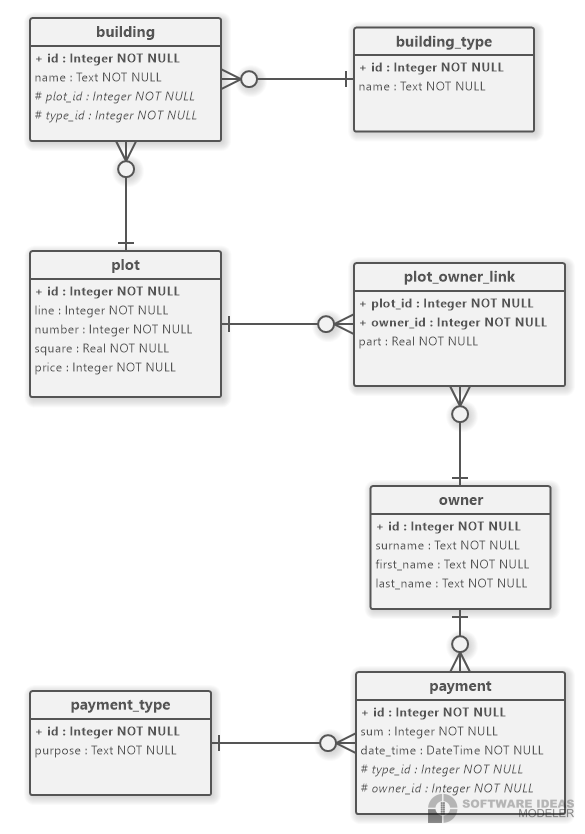 building
+ id : Integer NOT NULL
name : Text NOT NULL
# plot_id : Integer NOT NULL
# type_id : Integer NOT NULL
building_type
+ id : Integer NOT NULL
name : Text NOT NULL
plot
+ id : Integer NOT NULL
line : Integer NOT NULL
number : Integer NOT NULL
square : Real NOT NULL
price : Integer NOT NULL
plot_owner_link
+ plot_id : Integer NOT NULL
+ owner_id : Integer NOT NULL
part : Real NOT NULL
owner
+ id : Integer NOT NULL
surname : Text NOT NULL
first_name : Text NOT NULL
last_name : Text NOT NULL
payment_type
+ id : Integer NOT NULL
purpose : Text NOT NULL
payment
+ id : Integer NOT NULL
sum : Integer NOT NULL
date_time : DateTime NOT NULL
# type_id : Integer NOT NULL
# owner_id : Integer NOT NULL
SOFTWARE IDEAS
MODELER